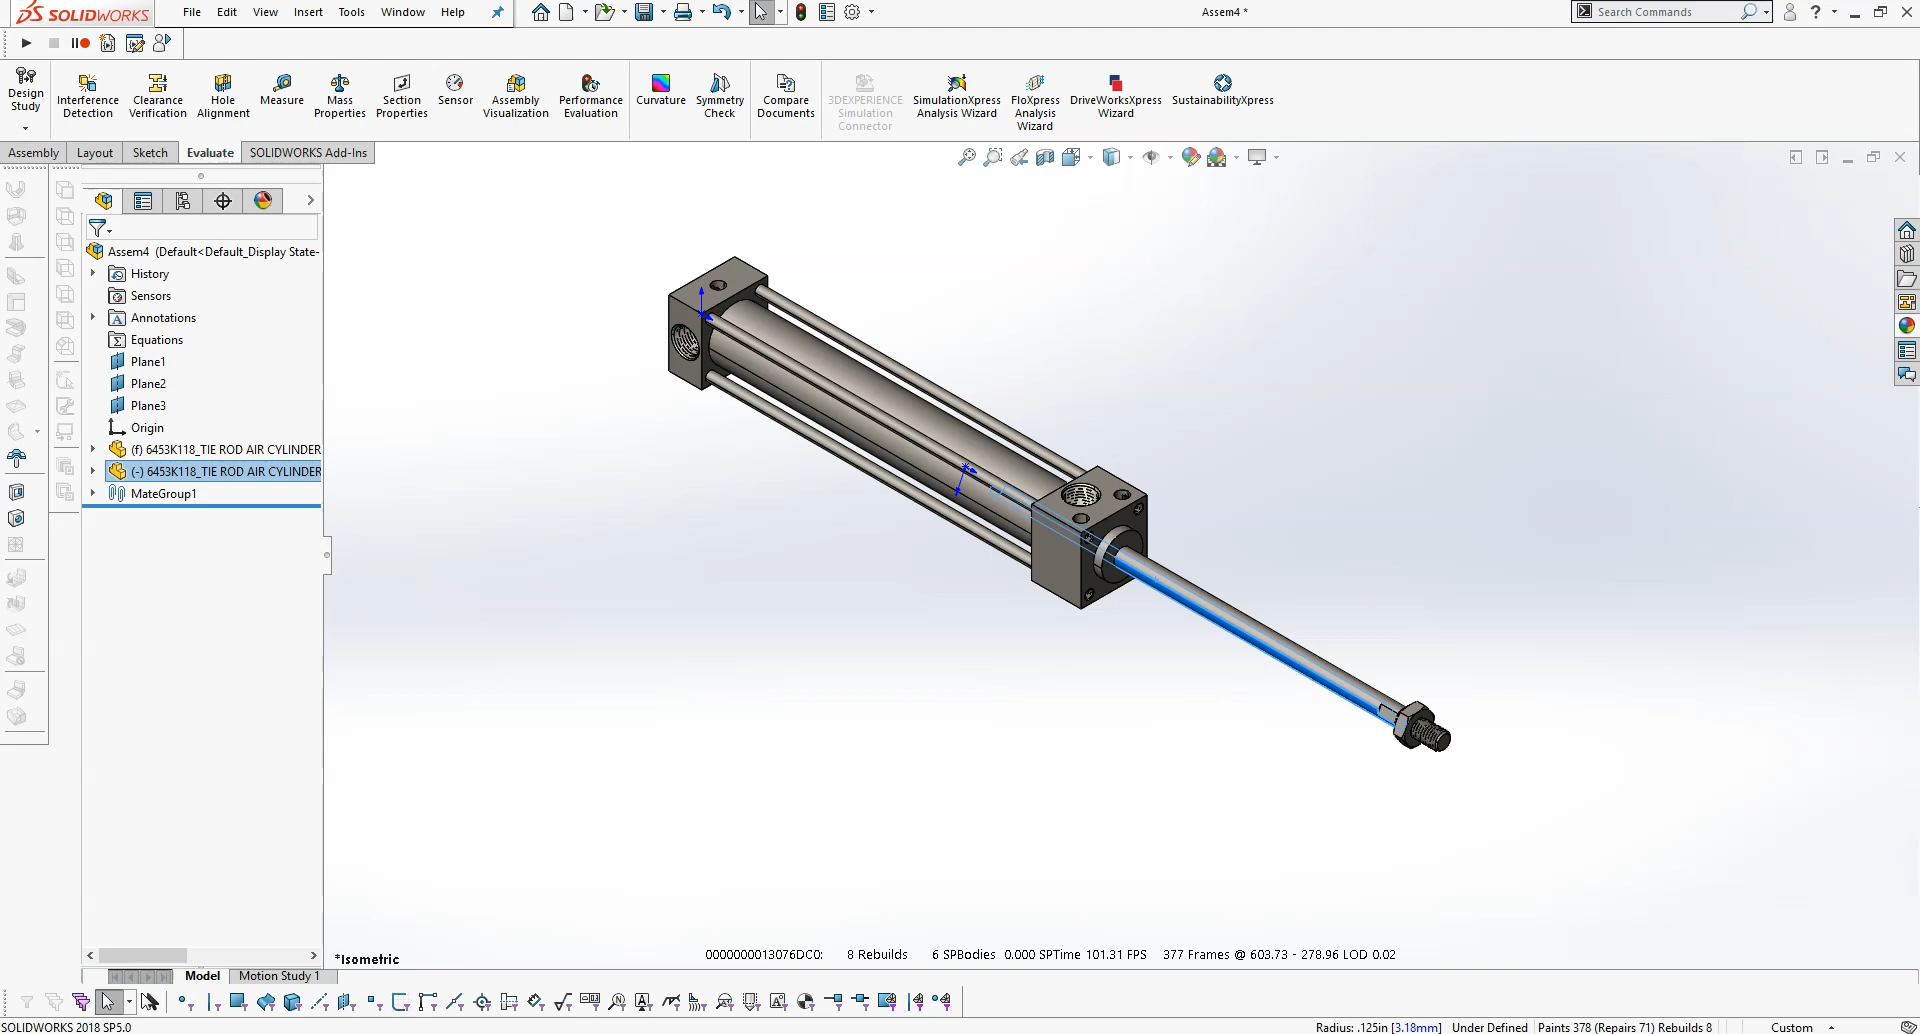 SOLIDWORKS File Edit View Insert Tools Window Help Assem4 * Search Commands ?
Design Study
Interference Detection
Clearance Verification
Hole Alignment
Measure
Mass Properties
Section Properties
Sensor
Assembly Visualization
Performance Evaluation
Curvature
Symmetry Check
Compare Documents
3DEXPERIENCE Simulation Connector
SimulationXpress Analysis Wizard
FloXpress Analysis Wizard
DriveWorksXpress Wizard
SustainabilityXpress
Assembly Layout Sketch Evaluate SOLIDWORKS Add-Ins
Assem4 (Default<Default_Display State-
History
Sensors
Annotations
Equations
Plane1
Plane2
Plane3
Origin
(f) 6453K118_TIE ROD AIR CYLINDER
(-) 6453K118_TIE ROD AIR CYLINDER
MateGroup1
*Isometric
0000000013076DC0: 8 Rebuilds 6 SPBodies 0.000 SPTime 101.31 FPS 377 Frames @ 603.73 - 278.96 LOD 0.02
Model Motion Study 1
SOLIDWORKS 2018 SP5.0 Radius: .125in [3.18mm] Under Defined Paints 378 (Repairs 71) Rebuilds 8 Custom